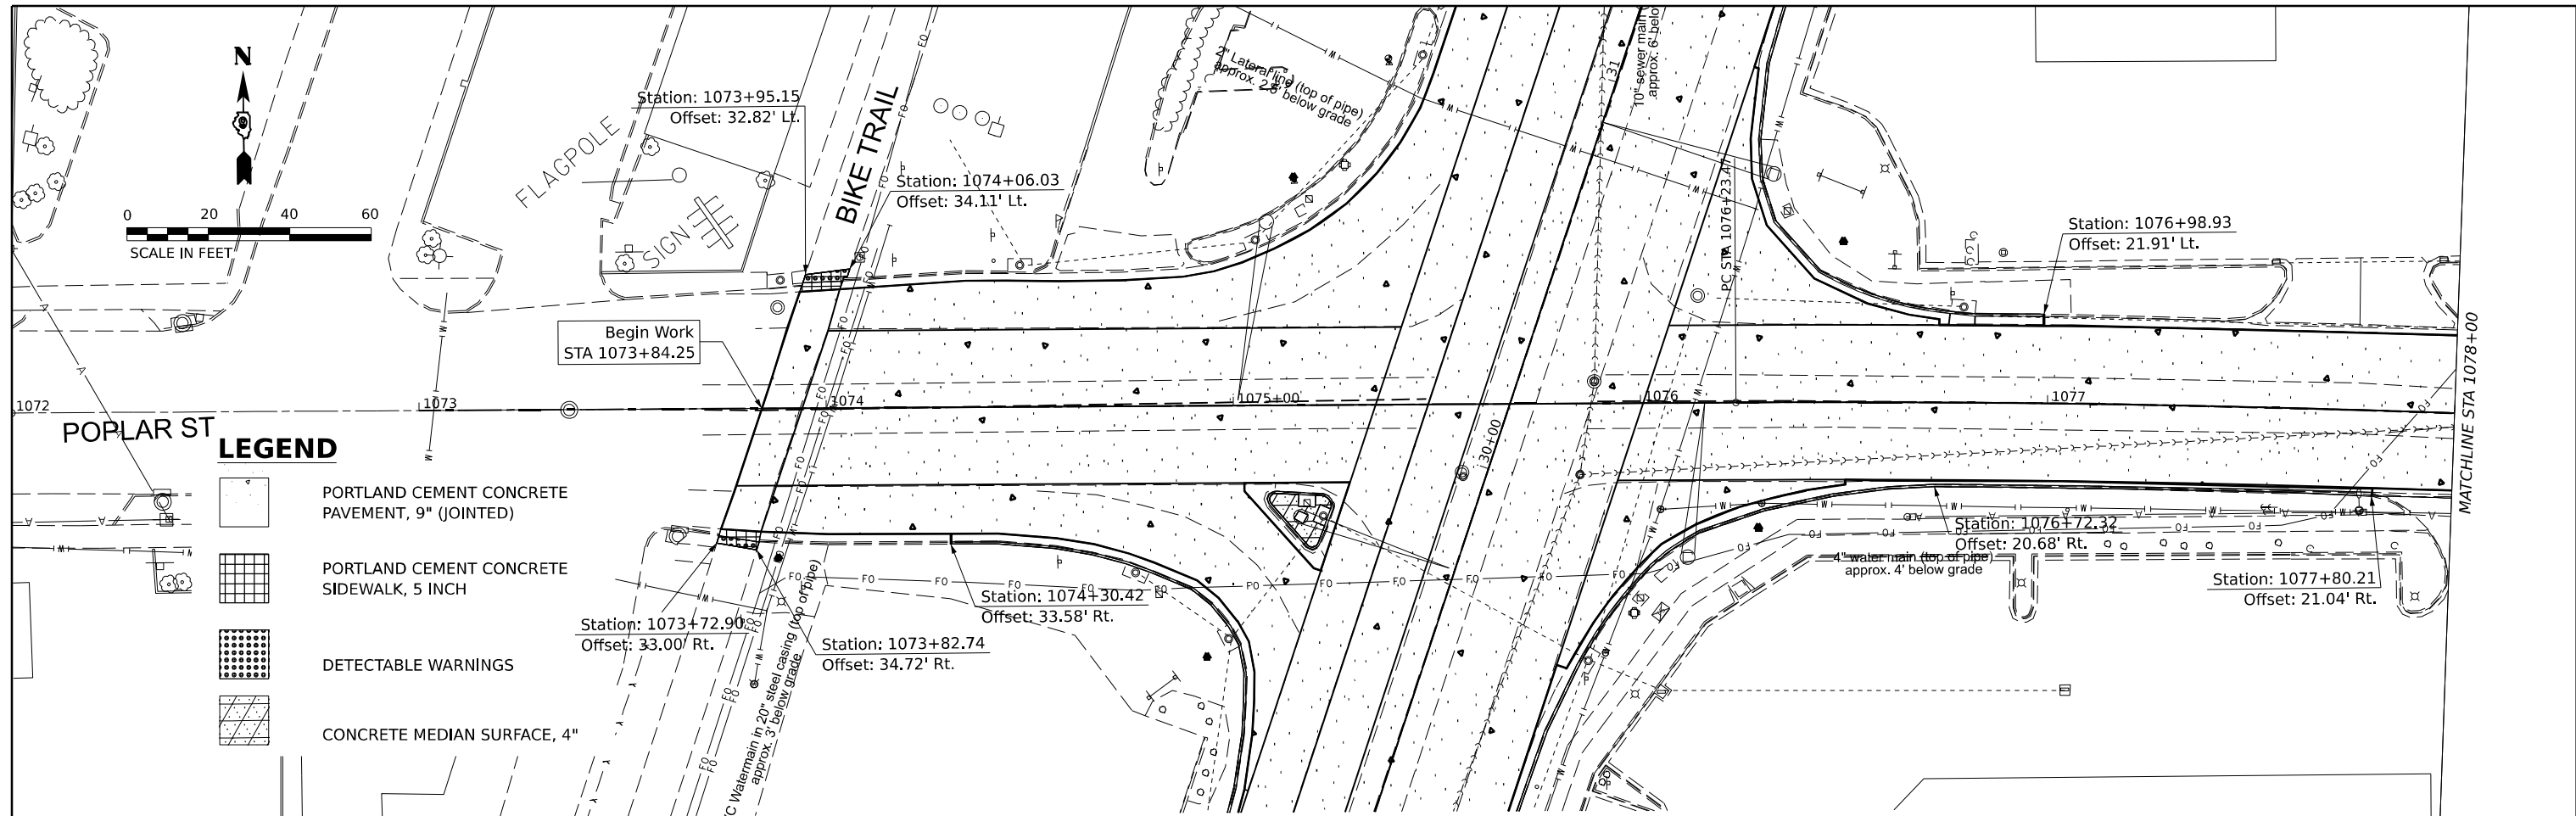 N
0 20 40 60
SCALE IN FEET
FLAGPOLE
SIGN
BIKE TRAIL
Station: 1073+95.15
Offset: 32.82' Lt.
Station: 1074+06.03
Offset: 34.11' Lt.
2" Lateral line (top of pipe)
approx. 2.8' below grade
10" sewer main
approx. 6' belo
31
PC STA 1076+23.47
Station: 1076+98.93
Offset: 21.91' Lt.
Begin Work
STA 1073+84.25
1072
1073
1074
1075+00
1076
1077
30+00
MATCHLINE STA 1078+00
POPLAR ST
LEGEND
PORTLAND CEMENT CONCRETE
PAVEMENT, 9" (JOINTED)
PORTLAND CEMENT CONCRETE
SIDEWALK, 5 INCH
DETECTABLE WARNINGS
CONCRETE MEDIAN SURFACE, 4"
Station: 1073+72.90
Offset: 33.00' Rt.
Station: 1073+82.74
Offset: 34.72' Rt.
Station: 1074+30.42
Offset: 33.58' Rt.
C Watermain in 20" steel casing (top of pipe)
approx. 3' below grade
Station: 1076+72.32
Offset: 20.68' Rt.
4" water main (top of pipe)
approx. 4' below grade
Station: 1077+80.21
Offset: 21.04' Rt.